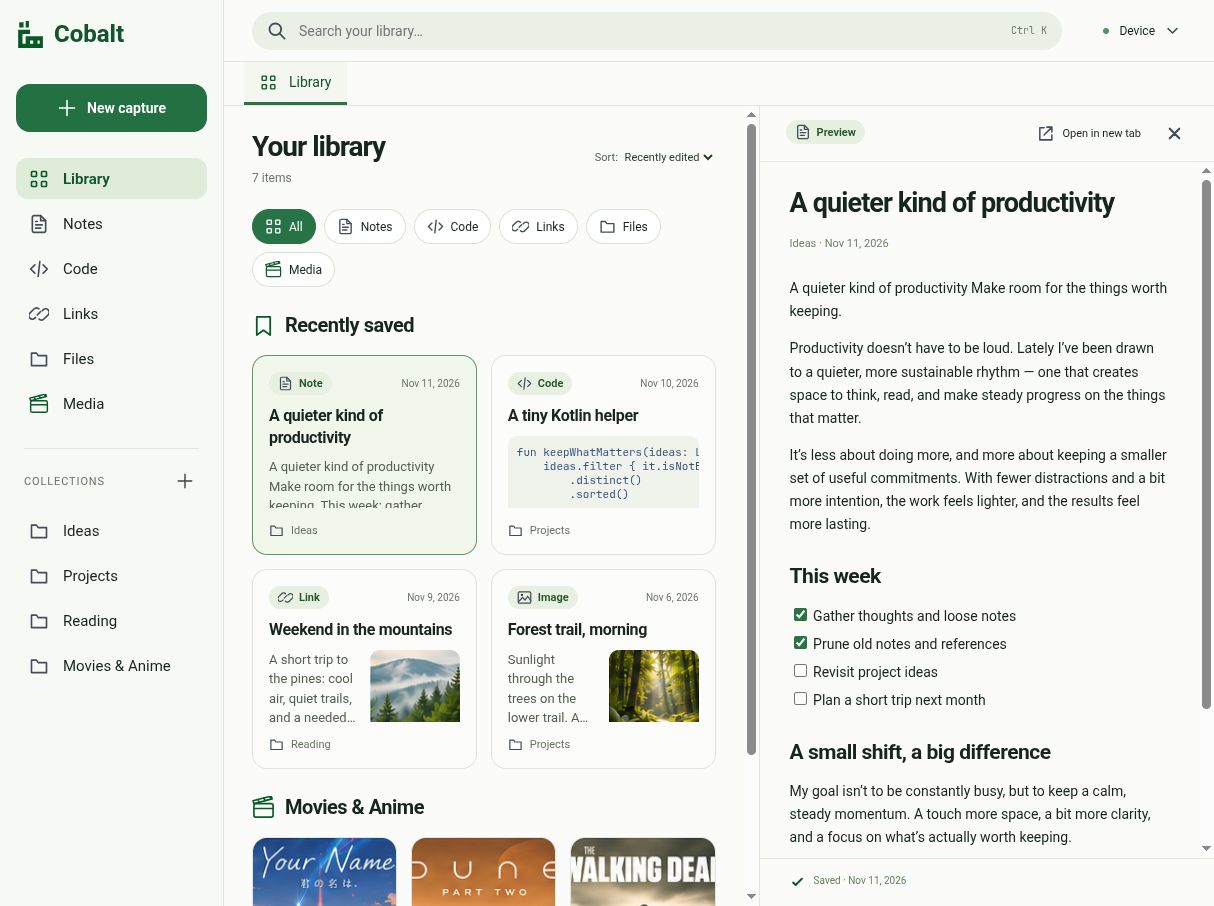 Cobalt
Search your library...
Ctrl K
Device
New capture
Library
Notes
Code
Links
Files
Media
COLLECTIONS
Ideas
Projects
Reading
Movies & Anime
Library
Your library
7 items
Sort: Recently edited
All
Notes
Code
Links
Files
Media
Recently saved
Note
Nov 11, 2026
A quieter kind of
productivity
A quieter kind of productivity
Make room for the things worth
keeping. This week: gather
Ideas
Code
Nov 10, 2026
A tiny Kotlin helper
fun keepWhatMatters(ideas: L
ideas.filter { it.isNotB
.distinct()
.sorted()
Projects
Link
Nov 9, 2026
Weekend in the mountains
A short trip to
the pines: cool
air, quiet trails,
and a needed...
Reading
Image
Nov 6, 2026
Forest trail, morning
Sunlight
through the
trees on the
lower trail. A...
Projects
Movies & Anime
Your Name
君の名は.
DUNE
PART TWO
THE
WALKING DEAD
Preview
Open in new tab
A quieter kind of productivity
Ideas · Nov 11, 2026
A quieter kind of productivity Make room for the things worth
keeping.
Productivity doesn’t have to be loud. Lately I’ve been drawn
to a quieter, more sustainable rhythm — one that creates
space to think, read, and make steady progress on the things
that matter.
It’s less about doing more, and more about keeping a smaller
set of useful commitments. With fewer distractions and a bit
more intention, the work feels lighter, and the results feel
more lasting.
This week
Gather thoughts and loose notes
Prune old notes and references
Revisit project ideas
Plan a short trip next month
A small shift, a big difference
My goal isn’t to be constantly busy, but to keep a calm,
steady momentum. A touch more space, a bit more clarity,
and a focus on what’s actually worth keeping.
Saved · Nov 11, 2026